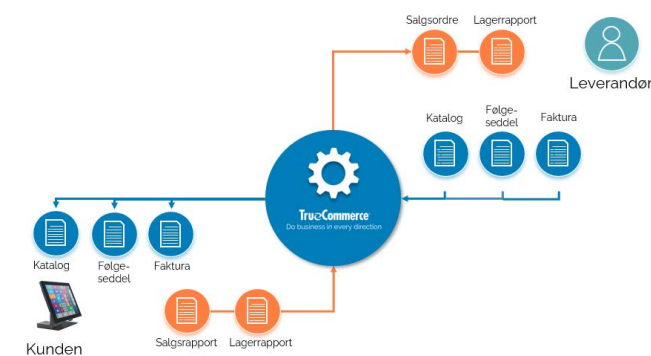 Salgsordre
Lagerrapport
Leverandør
Katalog
Følge-
seddel
Faktura
TrueCommerce
Do business in every direction
Katalog
Følge-
seddel
Faktura
Salgsrapport
Lagerrapport
Kunden